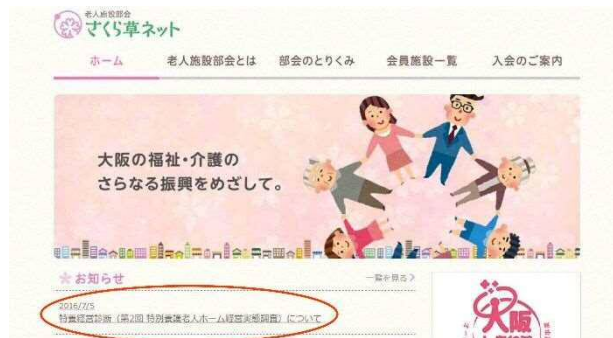 老人施設部会
さくら草ネット
ホーム 老人施設部会とは 部会のとりくみ 会員施設一覧 入会のご案内
大阪の福祉・介護の
さらなる振興をめざして。
お知らせ
一覧を見る
2016/7/5
特養経営診断(第2回 特別養護老人ホーム経営実態調査)について
大阪